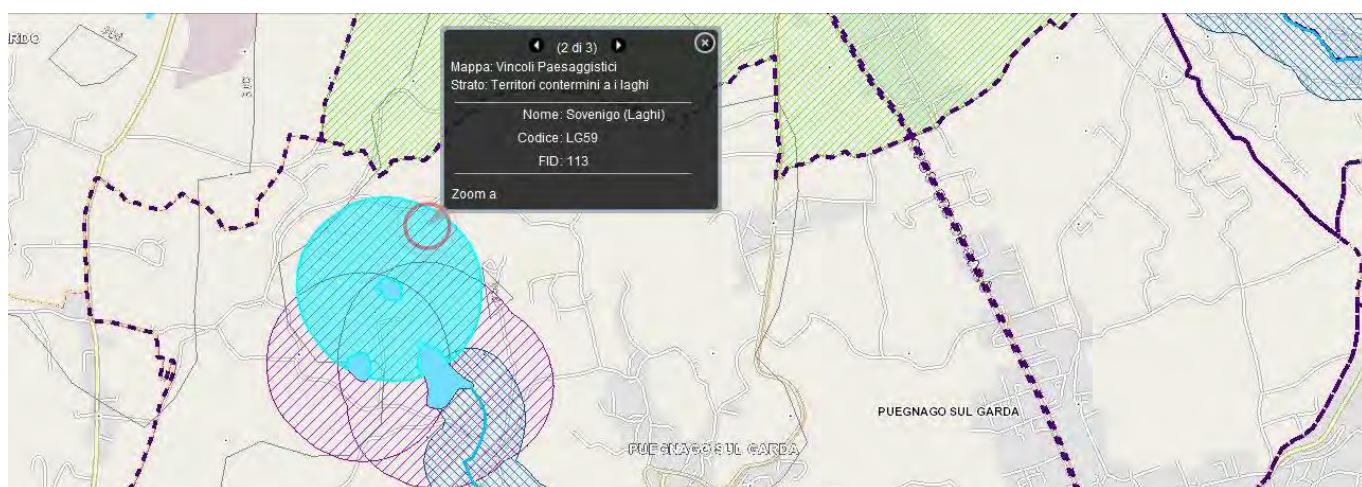 (2 di 3)
Mappa: Vincoli Paesaggistici
Strato: Territori contermini a i laghi
Nome: Sovenigo (Laghi)
Codice: LG59
FID: 113
Zoom a
PUEGNAGO SUL GARDA
PUEGNAGO SUL GARDA